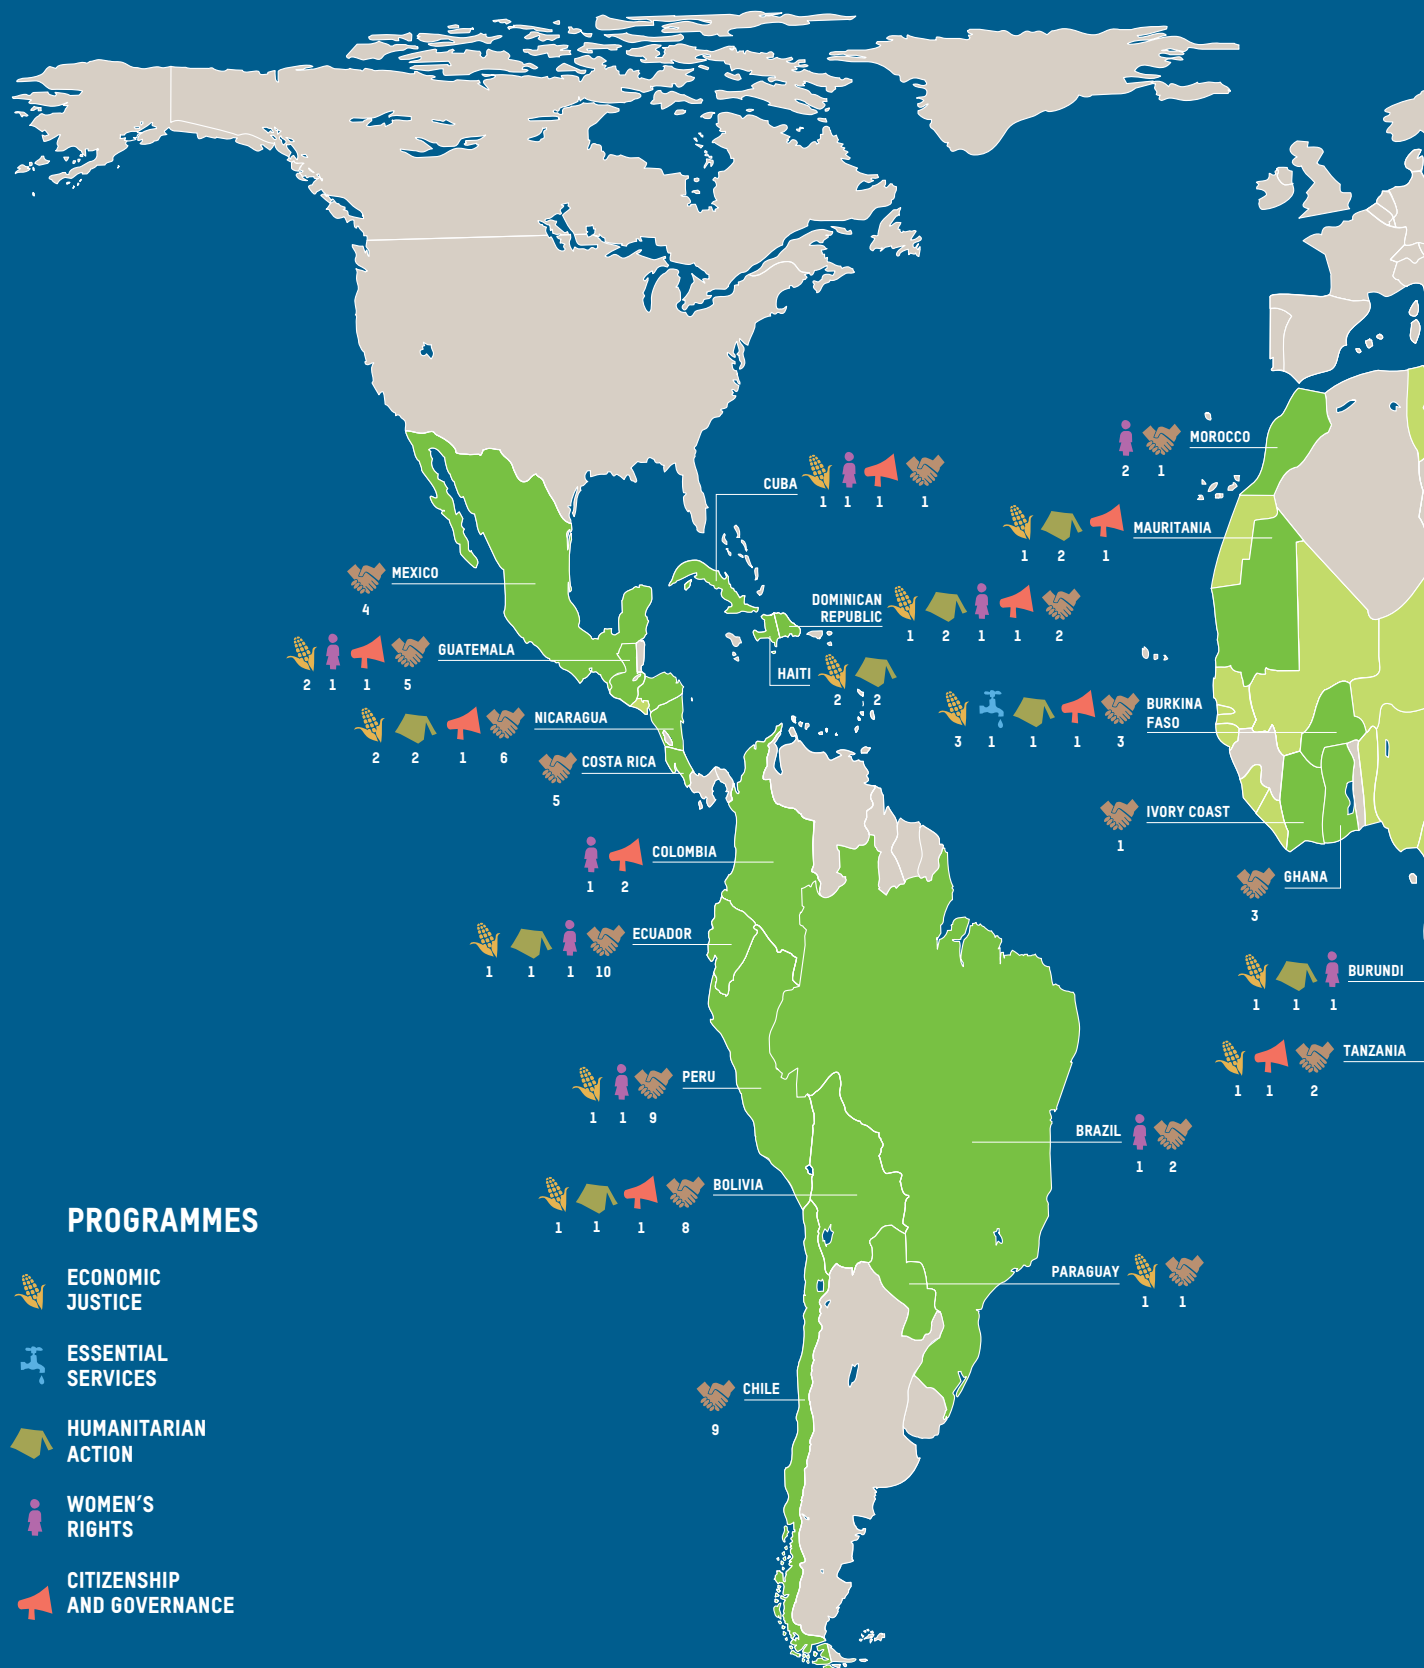 MOROCCO
2 1
CUBA
1 1 1 1
MAURITANIA
1 2 1
MEXICO
4
DOMINICAN
REPUBLIC
1 2 1 1 2
GUATEMALA
2 1 1 5
HAITI
2 2
BURKINA
FASO
3 1 1 1 3
NICARAGUA
2 2 1 6
COSTA RICA
5
IVORY COAST
1
COLOMBIA
1 2
GHANA
3
ECUADOR
1 1 1 10
BURUNDI
1 1 1
TANZANIA
1 1 2
PERU
1 1 9
BRAZIL
1 2
BOLIVIA
1 1 1 8
PARAGUAY
1 1
CHILE
9
PROGRAMMES
ECONOMIC
JUSTICE
ESSENTIAL
SERVICES
HUMANITARIAN
ACTION
WOMEN'S
RIGHTS
CITIZENSHIP
AND GOVERNANCE